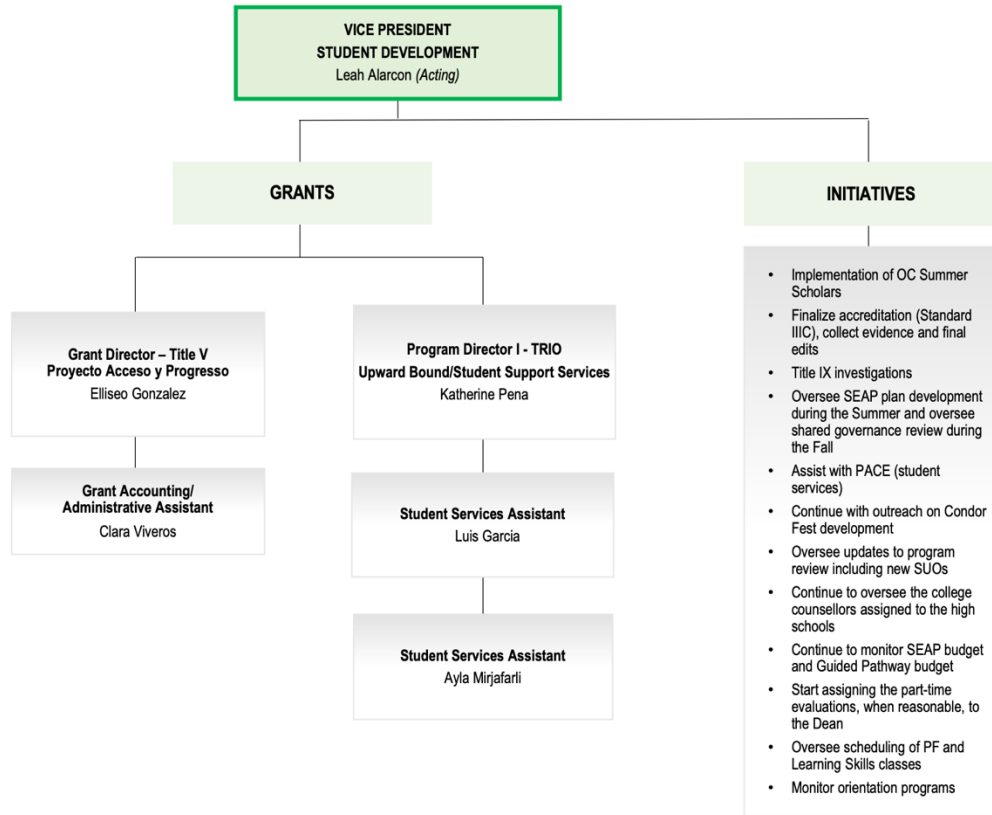 VICE PRESIDENT
STUDENT DEVELOPMENT
Leah Alarcon (Acting)
GRANTS
INITIATIVES
Grant Director – Title V
Proyecto Acceso y Progresso
Elliseo Gonzalez
Program Director I - TRIO
Upward Bound/Student Support Services
Katherine Pena
Grant Accounting/
Administrative Assistant
Clara Viveros
Student Services Assistant
Luis Garcia
Student Services Assistant
Ayla Mirjafarli
• Implementation of OC Summer
Scholars
• Finalize accreditation (Standard
IIIC), collect evidence and final
edits
• Title IX investigations
• Oversee SEAP plan development
during the Summer and oversee
shared governance review during
the Fall
• Assist with PACE (student
services)
• Continue with outreach on Condor
Fest development
• Oversee updates to program
review including new SUOs
• Continue to oversee the college
counsellors assigned to the high
schools
• Continue to monitor SEAP budget
and Guided Pathway budget
• Start assigning the part-time
evaluations, when reasonable, to
the Dean
• Oversee scheduling of PF and
Learning Skills classes
• Monitor orientation programs